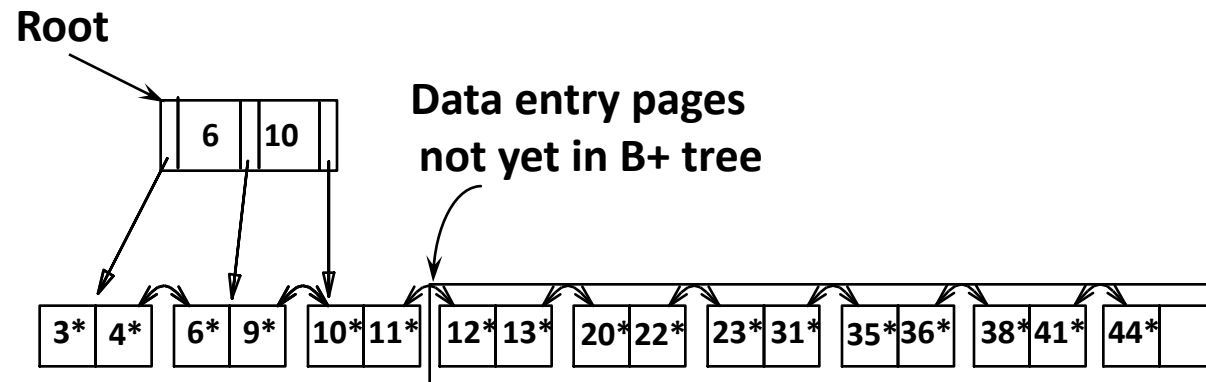 Root
Data entry pages
not yet in B+ tree
6 10
3* 4* 6* 9* 10* 11* 12* 13* 20* 22* 23* 31* 35* 36* 38* 41* 44*